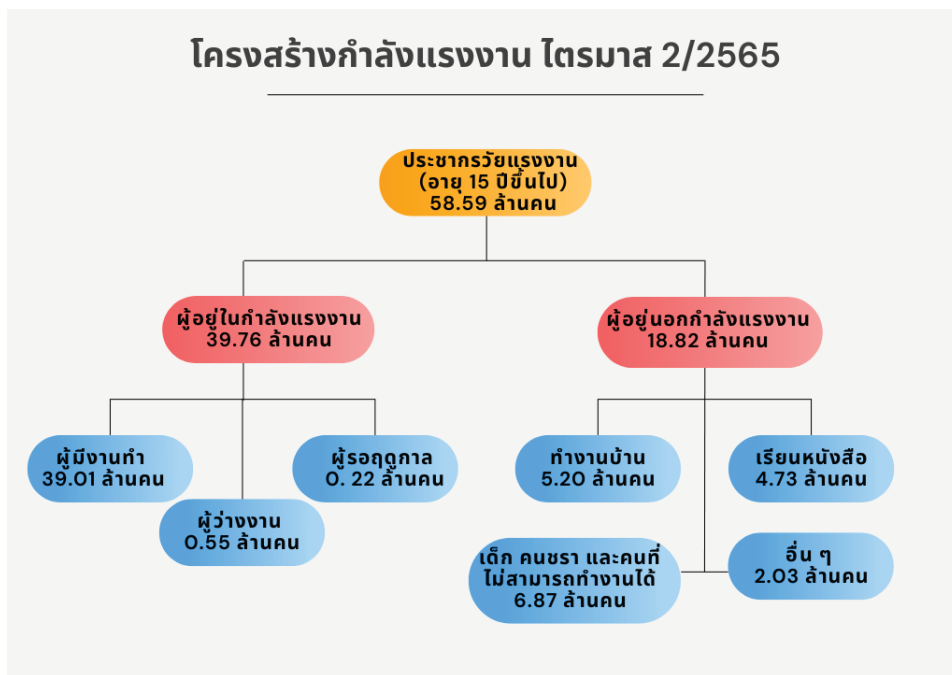 โครงสร้างกำลังแรงงาน ไตรมาส 2/2565
ประชากรวัยแรงงาน
(อายุ 15 ปีขึ้นไป)
58.59 ล้านคน
ผู้อยู่ในกำลังแรงงาน
39.76 ล้านคน
ผู้อยู่นอกกำลังแรงงาน
18.82 ล้านคน
ผู้มีงานทำ
39.01 ล้านคน
ผู้ว่างงาน
0.55 ล้านคน
ผู้รอฤดูกาล
0. 22 ล้านคน
ทำงานบ้าน
5.20 ล้านคน
เรียนหนังสือ
4.73 ล้านคน
เด็ก คนชรา และคนที่
ไม่สามารถทำงานได้
6.87 ล้านคน
อื่น ๆ
2.03 ล้านคน